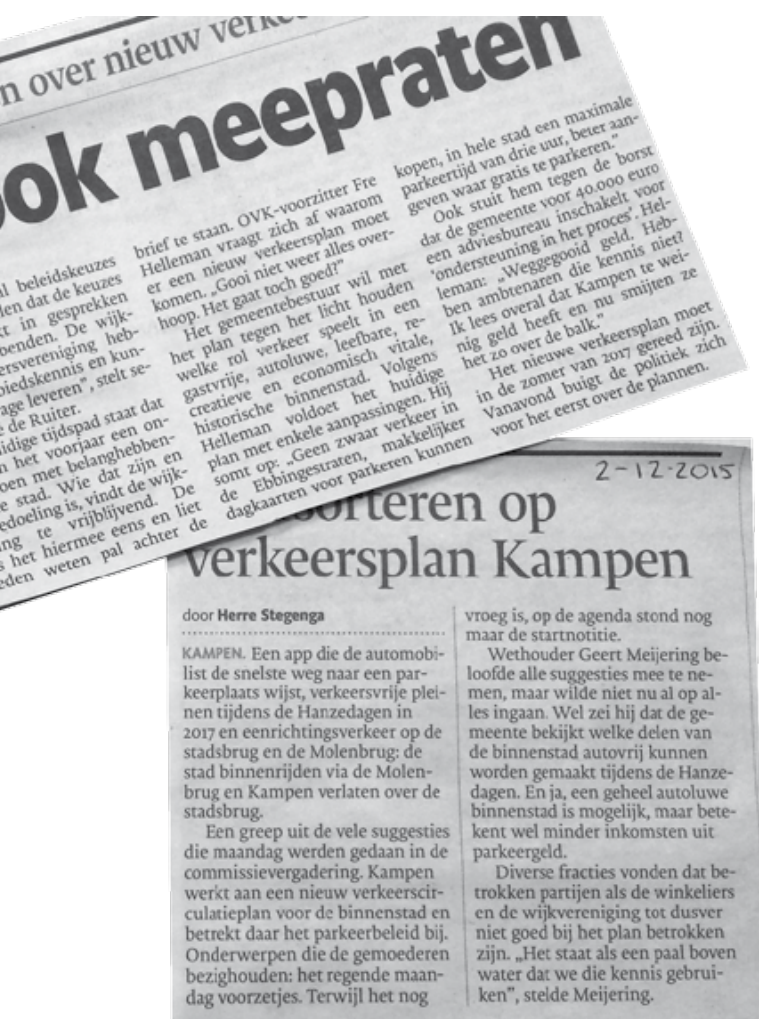 n over nieuw
ook meepraten
al beleidskeuzes
len dat de keuzes
kt in gesprekken
benden. De wijk-
ersvereniging heb-
biedskennis en kun-
age leveren", stelt se-
e de Ruiter.
idige tijdspad staat dat
n het voorjaar een on-
oen met belanghebben-
e stad. Wie dat zijn en
edoeling is, vindt de wijk-
ng te vrijblijvend. De
s het hiermee eens en liet
eden weten pal achter de
brief te staan. OVK-voorzitter Fre
Helleman vraagt zich af waarom
er een nieuw verkeersplan moet
komen. „Gooi niet weer alles over-
hoop. Het gaat toch goed?"
Het gemeentebestuur wil met
het plan tegen het licht houden
welke rol verkeer speelt in een
gastvrije, autoluwe, leefbare, re-
creatieve en economisch vitale,
historische binnenstad. Volgens
Helleman voldoet het huidige
plan met enkele aanpassingen. Hij
somt op: „Geen zwaar verkeer in
de Ebbingestraten, makkelijker
dagkaarten voor parkeren kunnen
kopen, in hele stad een maximale
parkeertijd van drie uur, beter aan-
geven waar gratis te parkeren."
Ook stuit hem tegen de borst
dat de gemeente voor 40.000 euro
een adviesbureau inschakelt voor
'ondersteuning in het proces'. Hel-
leman: „Weggegooid geld. Heb-
ben ambtenaren die kennis niet?
Ik lees overal dat Kampen te wei-
nig geld heeft en nu smijten ze
het zo over de balk."
Het nieuwe verkeersplan moet
in de zomer van 2017 gereed zijn.
Vanavond buigt de politiek zich
voor het eerst over de plannen.
2-12-2015
sorteren op
verkeersplan Kampen
door Herre Stegenga
KAMPEN. Een app die de automobi-
list de snelste weg naar een par-
keerplaats wijst, verkeersvrije plei-
nen tijdens de Hanzedagen in
2017 en eenrichtingsverkeer op de
stadsbrug en de Molenbrug: de
stad binnenrijden via de Molen-
brug en Kampen verlaten over de
stadsbrug.
Een greep uit de vele suggesties
die maandag werden gedaan in de
commissievergadering. Kampen
werkt aan een nieuw verkeerscir-
culatieplan voor de binnenstad en
betrekt daar het parkeerbeleid bij.
Onderwerpen die de gemoederen
bezighouden: het regende maan-
dag voorzetjes. Terwijl het nog
vroeg is, op de agenda stond nog
maar de startnotitie.
Wethouder Geert Meijering be-
loofde alle suggesties mee te ne-
men, maar wilde niet nu al op al-
les ingaan. Wel zei hij dat de ge-
meente bekijkt welke delen van
de binnenstad autovrij kunnen
worden gemaakt tijdens de Hanze-
dagen. En ja, een geheel autoluwe
binnenstad is mogelijk, maar bete-
kent wel minder inkomsten uit
parkeergeld.
Diverse fracties vonden dat be-
trokken partijen als de winkeliers
en de wijkvereniging tot dusver
niet goed bij het plan betrokken
zijn. „Het staat als een paal boven
water dat we die kennis gebrui-
ken", stelde Meijering.